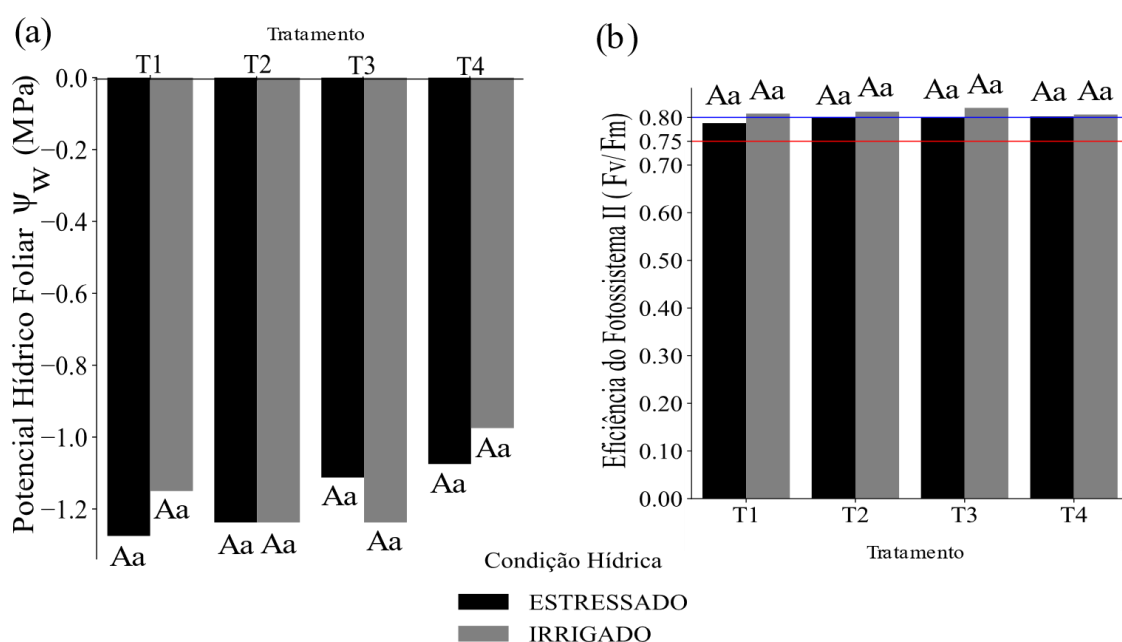 (a)
Tratamento
T1 T2 T3 T4
Potencial Hídrico Foliar Ψ_w (MPa)
0.0
−0.2
−0.4
−0.6
−0.8
−1.0
−1.2
Aa Aa Aa Aa Aa Aa Aa Aa
(b)
Eficiência do Fotossistema II ( Fv/ Fm)
Aa Aa Aa Aa Aa Aa Aa Aa
0.80
0.75
0.70
0.60
0.50
0.40
0.30
0.20
0.10
0.00
T1 T2 T3 T4
Tratamento
Condição Hídrica
ESTRESSADO
IRRIGADO